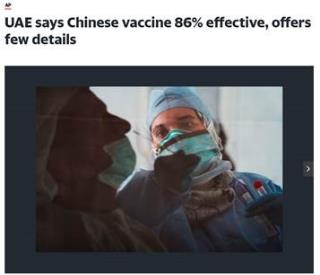 AP
UAE says Chinese vaccine 86% effective, offers
few details